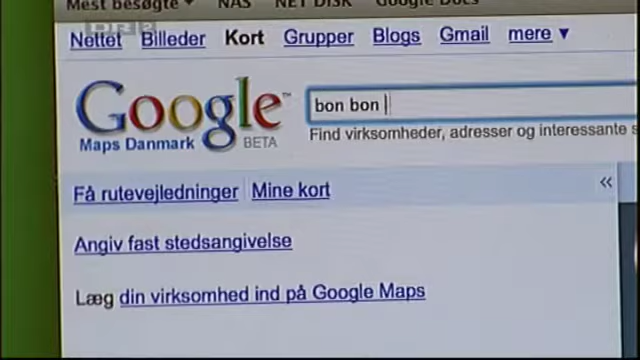 Mest besøgte NAS NET DISK Google Docs
DR2
Nettet Billeder Kort Grupper Blogs Gmail mere ▼
Google™
Maps Danmark BETA
bon bon
Find virksomheder, adresser og interessante s
Få rutevejledninger Mine kort «
Angiv fast stedsangivelse
Læg din virksomhed ind på Google Maps